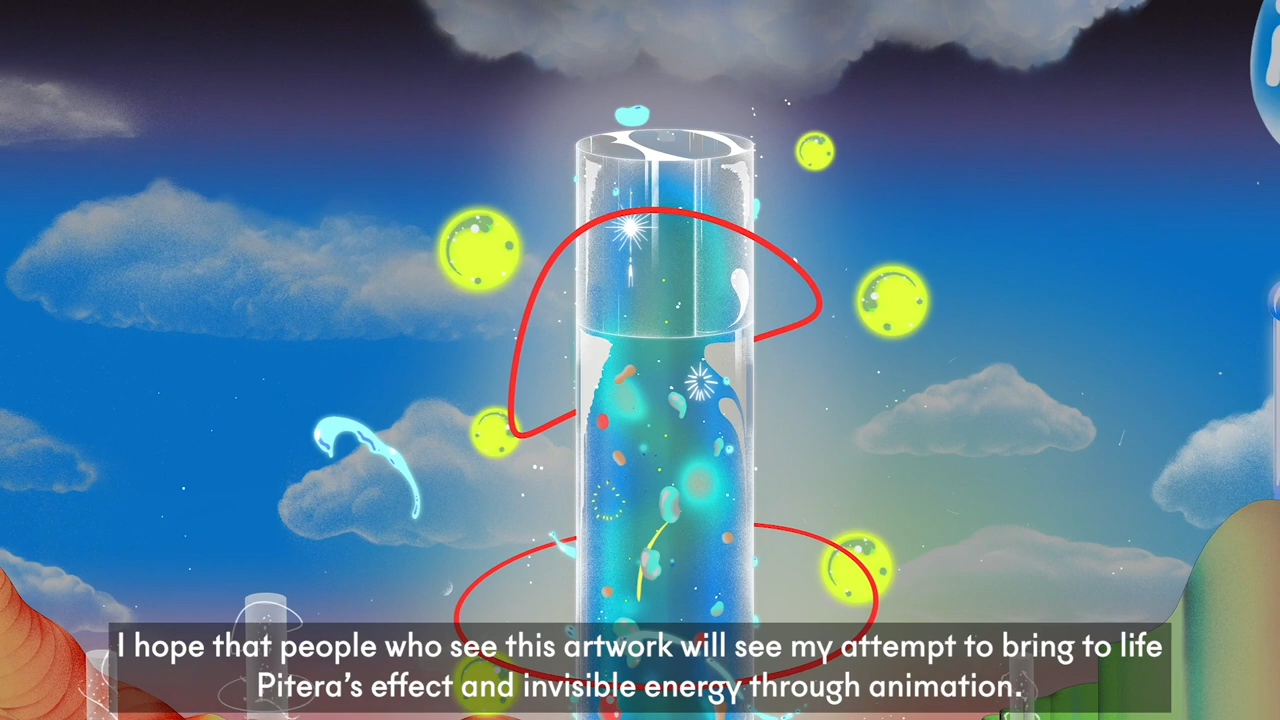 I hope that people who see this artwork will see my attempt to bring to life
Pitera’s effect and invisible energy through animation.